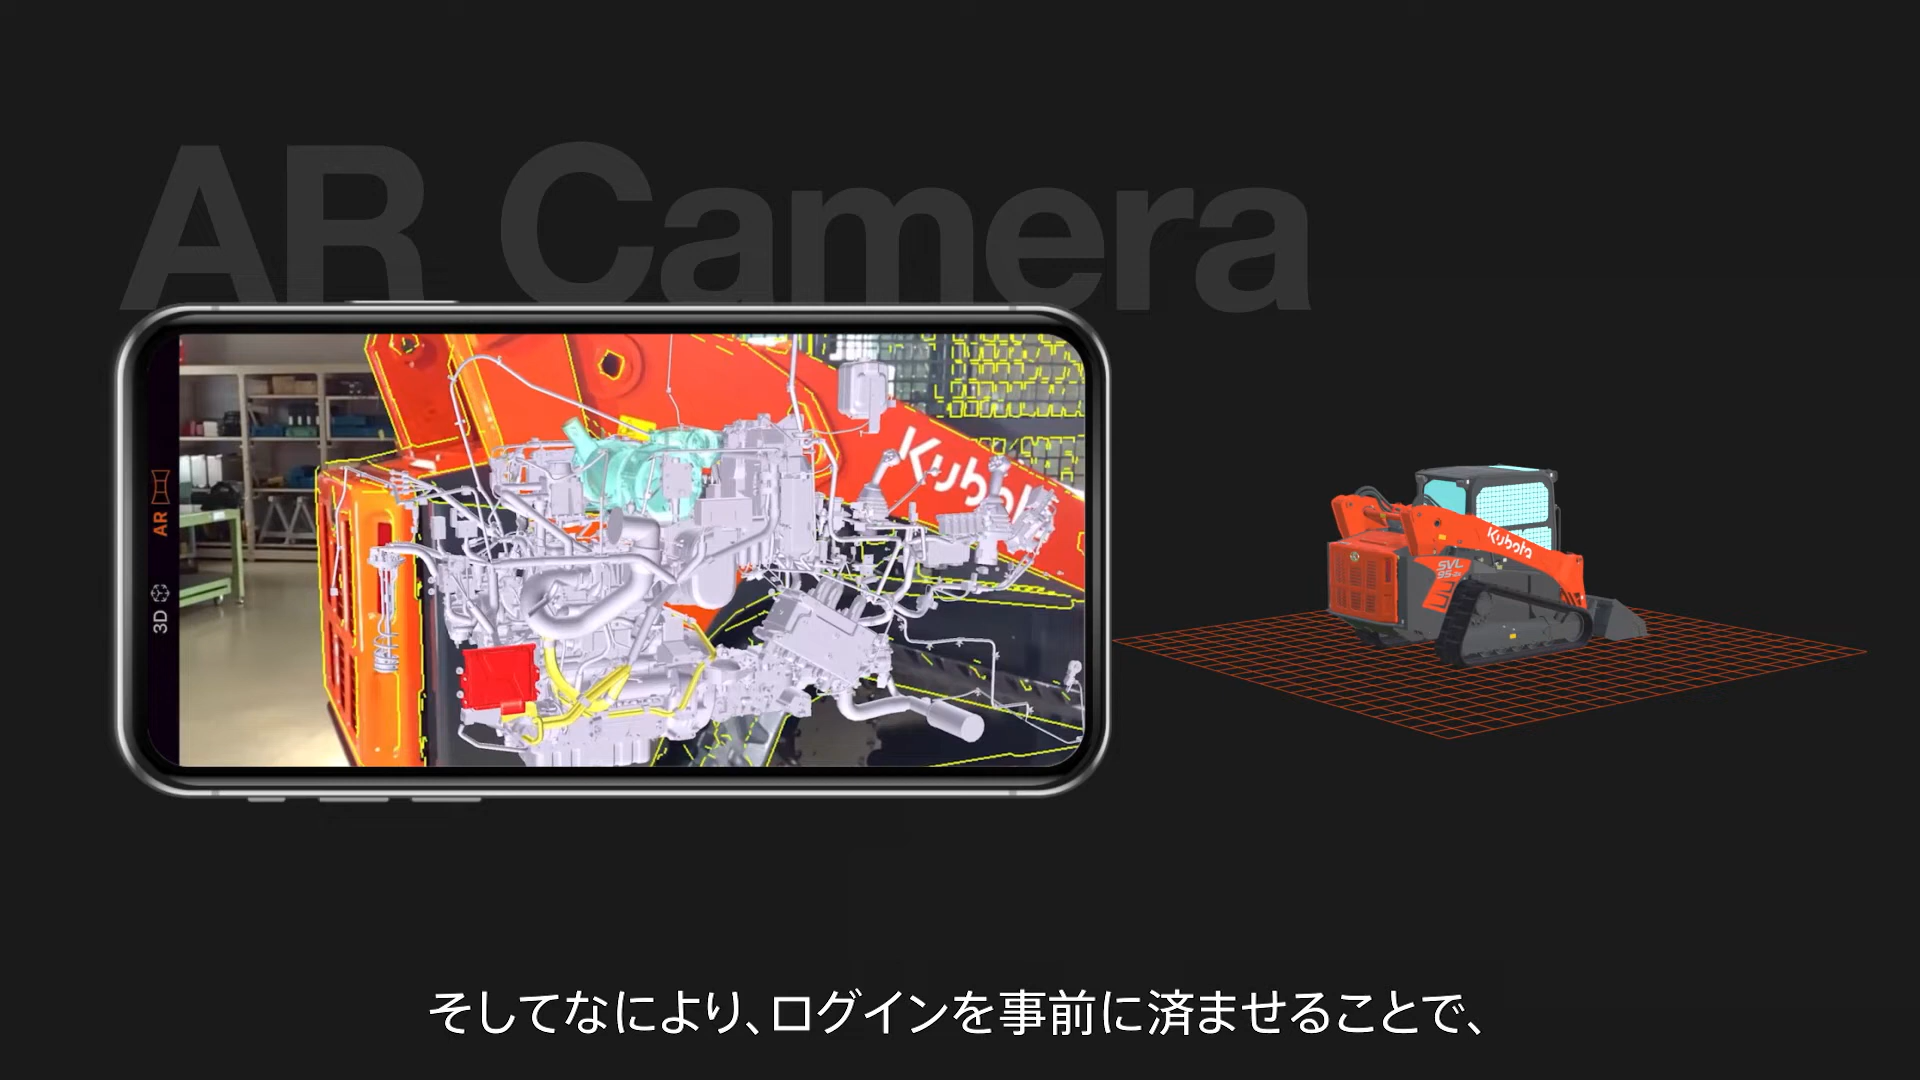 AR Camera
Kubota
AR
3D
Kubota
SVL
95-2s
そしてなにより、ログインを事前に済ませることで、